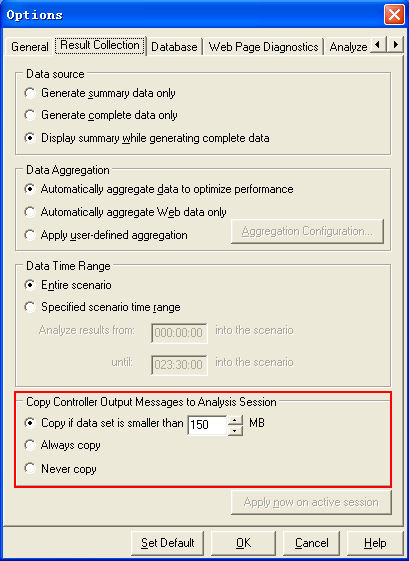 Options
General Result Collection Database Web Page Diagnostics Analyze
Data source
Generate summary data only
Generate complete data only
Display summary while generating complete data
Data Aggregation
Automatically aggregate data to optimize performance
Automatically aggregate Web data only
Apply user-defined aggregation Aggregation Configuration...
Data Time Range
Entire scenario
Specified scenario time range
Analyze results from: 000:00:00 into the scenario
until: 023:30:00 into the scenario
Copy Controller Output Messages to Analysis Session
Copy if data set is smaller than 150 MB
Always copy
Never copy
Apply now on active session
Set Default OK Cancel Help